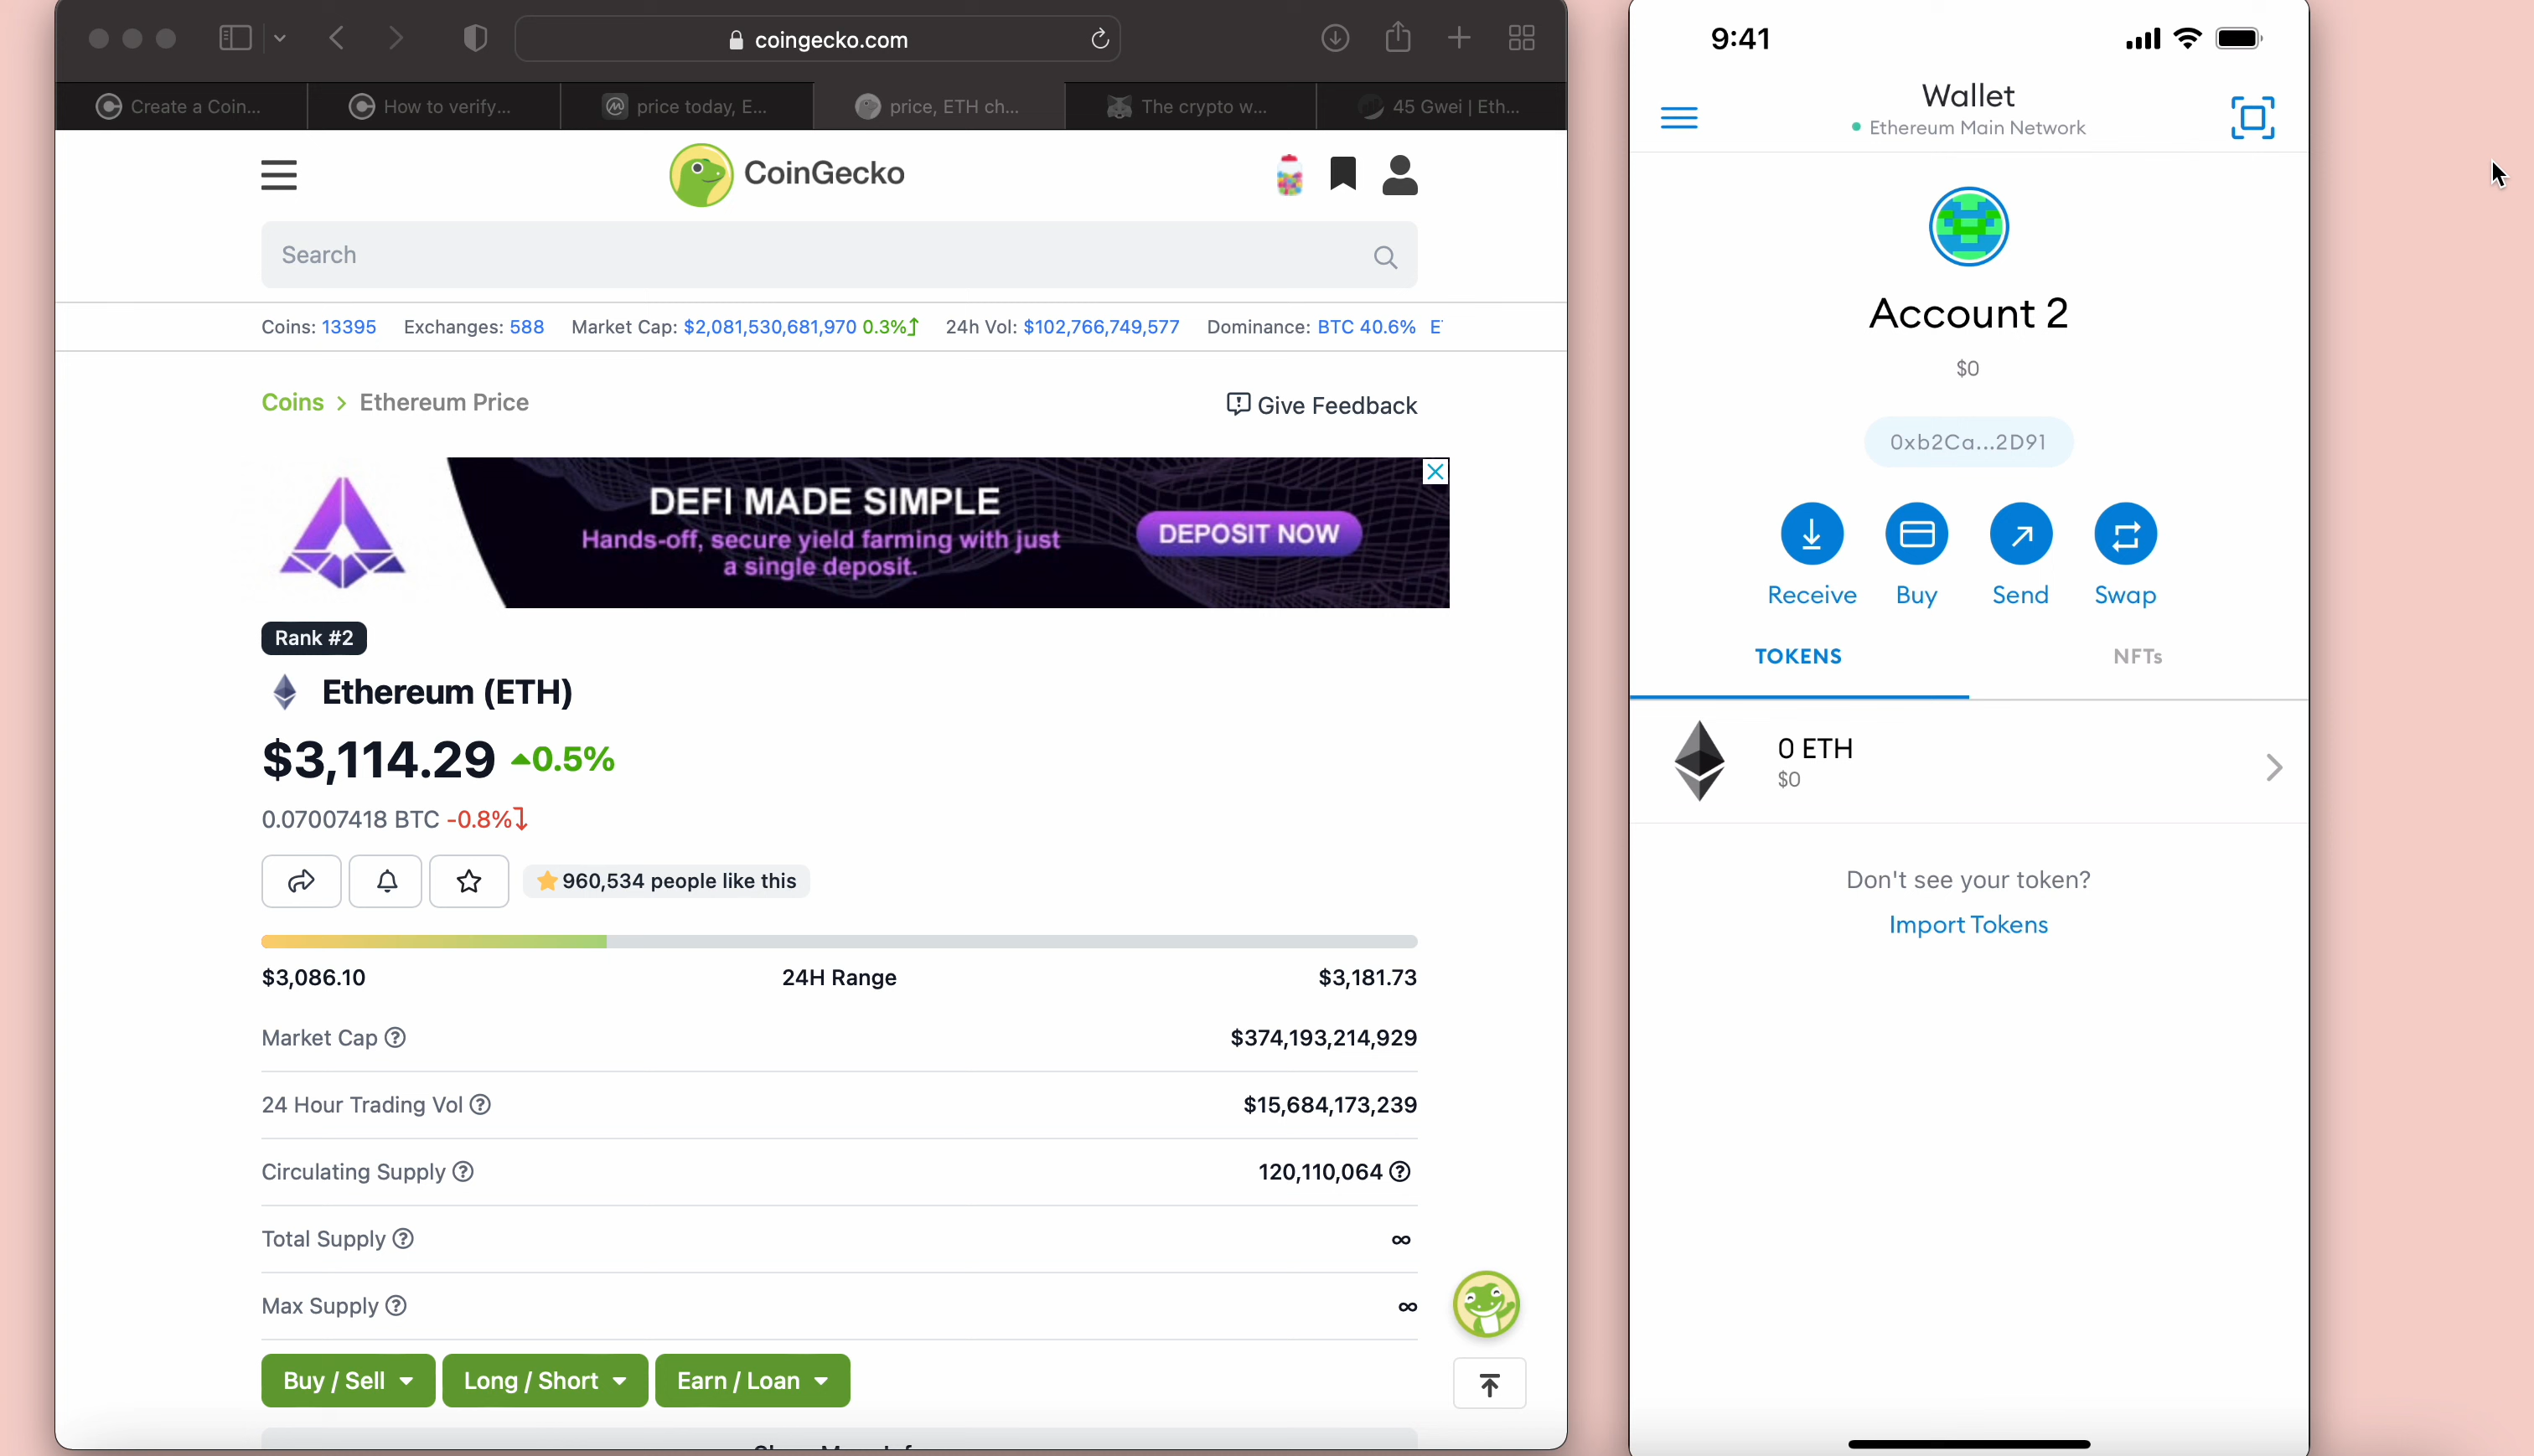 coingecko.com
Create a Coin...
How to verify...
price today, E...
price, ETH ch...
The crypto w...
45 Gwei | Eth...
CoinGecko
Search
Coins: 13395 Exchanges: 588 Market Cap: $2,081,530,681,970 0.3% 24h Vol: $102,766,749,577 Dominance: BTC 40.6%
Coins > Ethereum Price
Give Feedback
DEFI MADE SIMPLE
Hands-off, secure yield farming with just
a single deposit.
DEPOSIT NOW
Rank #2
Ethereum (ETH)
$3,114.29 0.5%
0.07007418 BTC -0.8%
960,534 people like this
$3,086.10 24H Range $3,181.73
Market Cap $374,193,214,929
24 Hour Trading Vol $15,684,173,239
Circulating Supply 120,110,064
Total Supply ∞
Max Supply ∞
Buy / Sell Long / Short Earn / Loan
9:41
Wallet
Ethereum Main Network
Account 2
$0
0xb2Ca...2D91
Receive Buy Send Swap
TOKENS NFTs
0 ETH
$0
Don't see your token?
Import Tokens